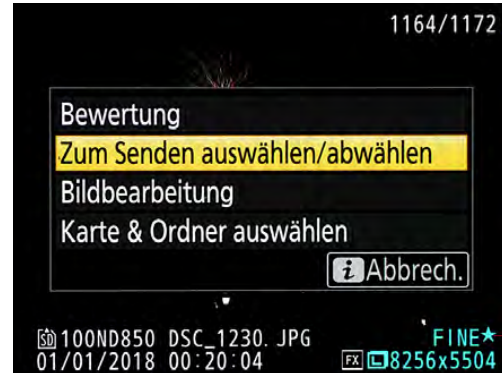 1164/1172
Bewertung
Zum Senden auswählen/abwählen
Bildbearbeitung
Karte & Ordner auswählen
i Abbrech.
SD 100ND850 DSC_1230. JPG FINE★
01/01/2018 00:20:04 FX L 8256x5504